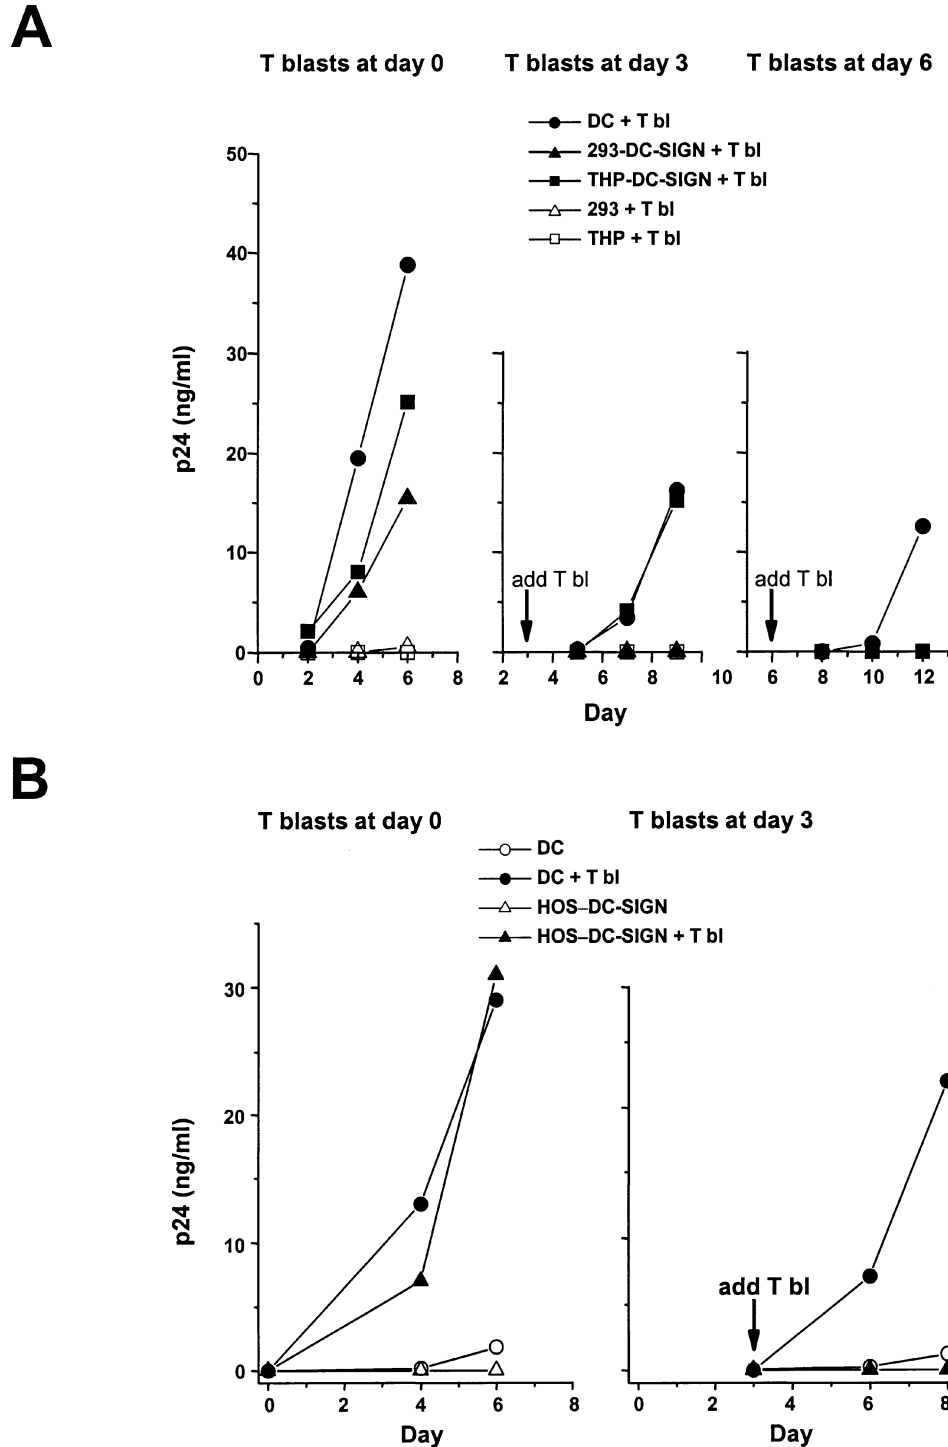 A
T blasts at day 0
T blasts at day 3
T blasts at day 6
DC + T bl
293-DC-SIGN + T bl
THP-DC-SIGN + T bl
293 + T bl
THP + T bl
50
40
30
20
10
0
p24 (ng/ml)
add T bl
add T bl
0 2 4 6 8
2 4 6 8 10
6 8 10 12
Day
B
T blasts at day 0
T blasts at day 3
DC
DC + T bl
HOS–DC-SIGN
HOS–DC-SIGN + T bl
30
20
10
0
p24 (ng/ml)
add T bl
0 2 4 6 8
0 2 4 6 8
Day
Day